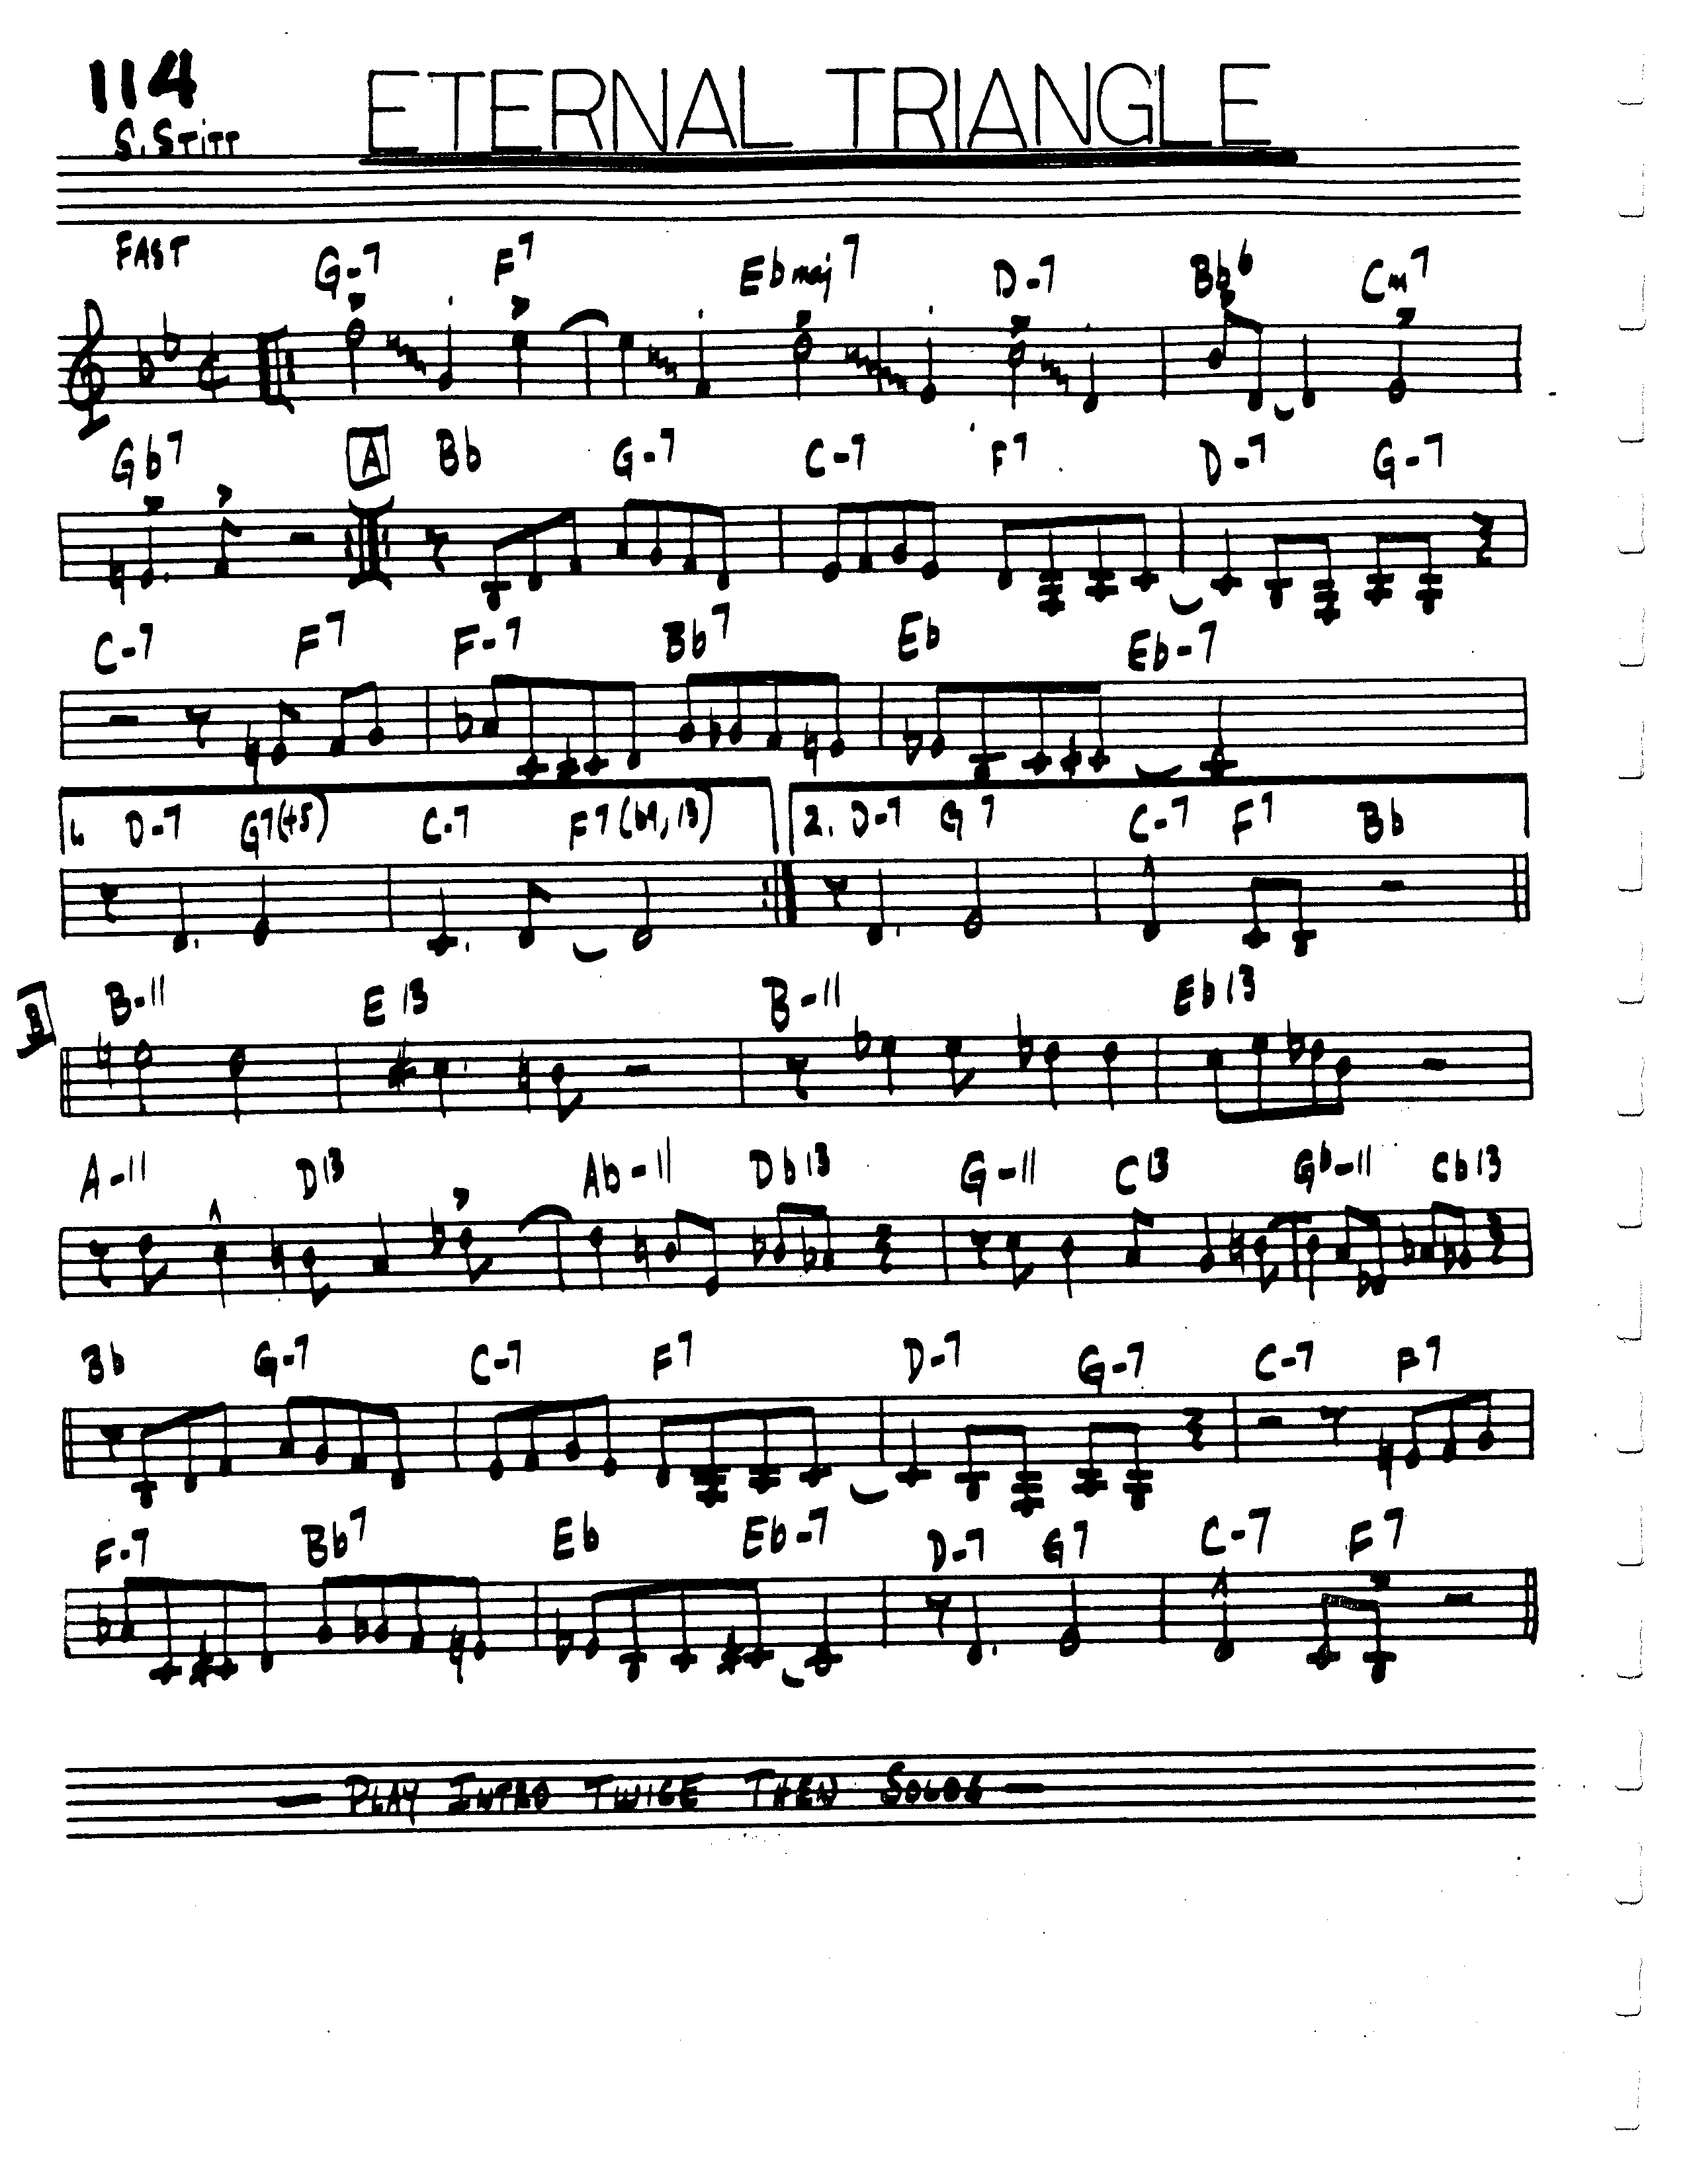 114
ETERNAL TRIANGLE
S. STITT
FAST
G-7 F7 Ebmaj7 D-7 Bb6 Cm7
Gb7 A Bb G-7 C-7 F7 D-7 G-7
C-7 F7 F-7 Bb7 Eb Eb-7
1. D-7 G7(+5) C-7 F7(b9,13) 2. D-7 G7 C-7 F7 Bb
B B-11 E13 B-11 Eb13
A-11 D13 Ab-11 Db13 G-11 C13 Gb-11 Cb13
Bb G-7 C-7 F7 D-7 G-7 C-7 F7
F-7 Bb7 Eb Eb-7 D-7 G7 C-7 F7
— PLAY INTRO TWICE THEN SOLOS —